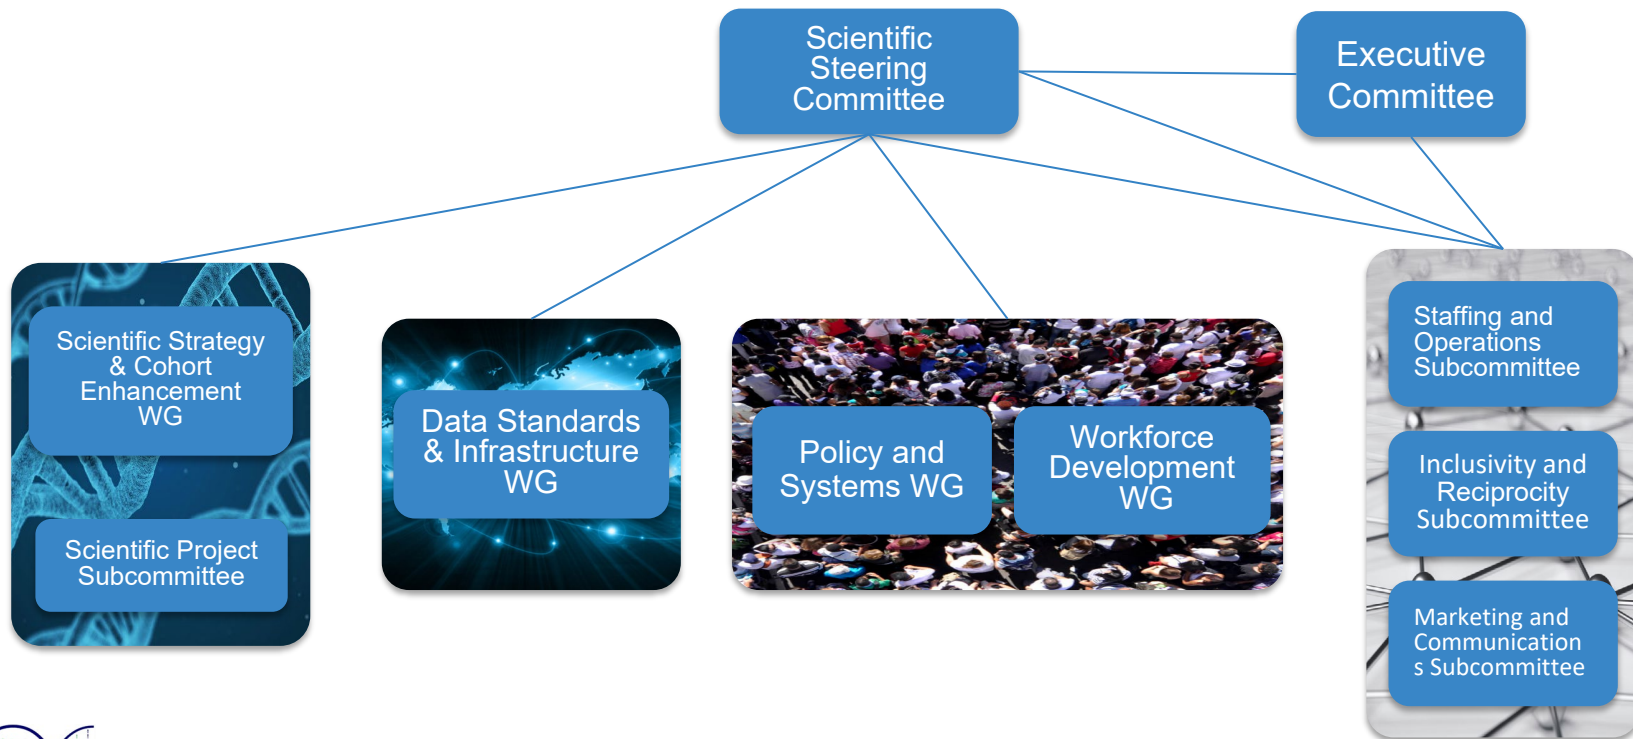 Scientific
Steering
Committee
Executive
Committee
Scientific Strategy
& Cohort
Enhancement
WG
Scientific Project
Subcommittee
Data Standards
& Infrastructure
WG
Policy and
Systems WG
Workforce
Development
WG
Staffing and
Operations
Subcommittee
Inclusivity and
Reciprocity
Subcommittee
Marketing and
Communication
s Subcommittee